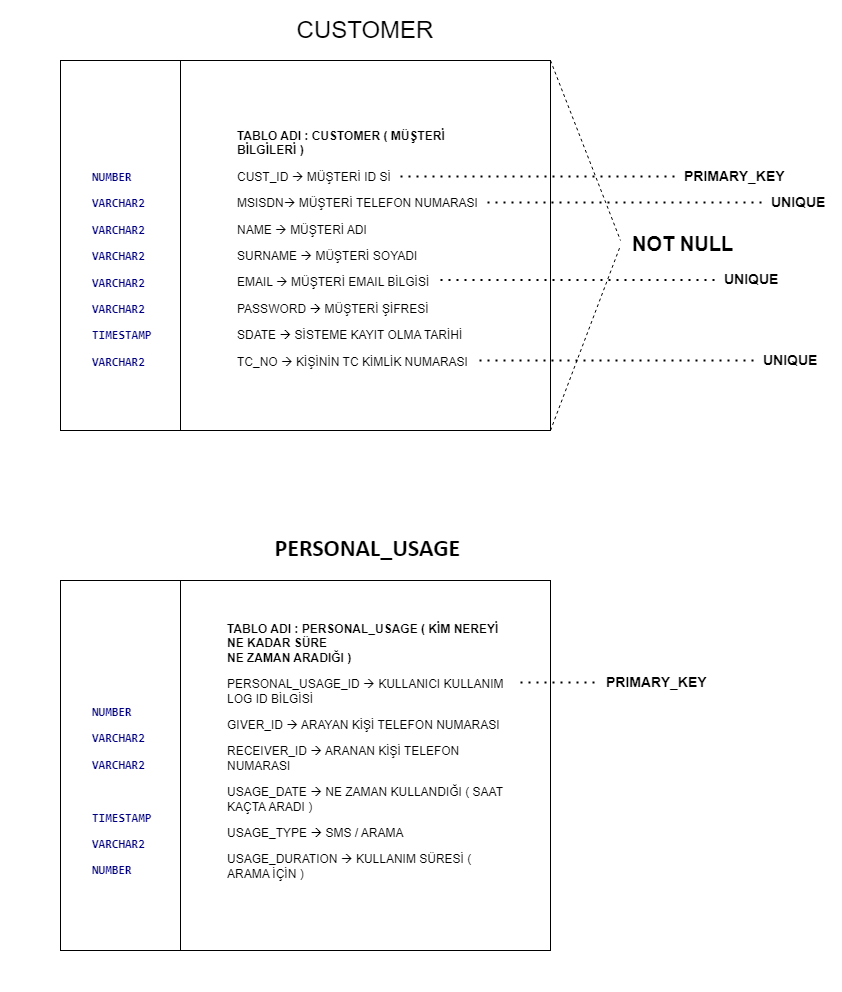 CUSTOMER
TABLO ADI : CUSTOMER ( MÜŞTERİ
BİLGİLERİ )
NUMBER CUST_ID → MÜŞTERİ ID Sİ PRIMARY_KEY
VARCHAR2 MSISDN→ MÜŞTERİ TELEFON NUMARASI UNIQUE
VARCHAR2 NAME → MÜŞTERİ ADI
NOT NULL
VARCHAR2 SURNAME → MÜŞTERİ SOYADI
VARCHAR2 EMAIL → MÜŞTERİ EMAIL BİLGİSİ UNIQUE
VARCHAR2 PASSWORD → MÜŞTERİ ŞİFRESİ
TIMESTAMP SDATE → SİSTEME KAYIT OLMA TARİHİ
VARCHAR2 TC_NO → KİŞİNİN TC KİMLİK NUMARASI UNIQUE
PERSONAL_USAGE
TABLO ADI : PERSONAL_USAGE ( KİM NEREYİ
NE KADAR SÜRE
NE ZAMAN ARADIĞI )
PERSONAL_USAGE_ID → KULLANICI KULLANIM PRIMARY_KEY
LOG ID BİLGİSİ
NUMBER
GIVER_ID → ARAYAN KİŞİ TELEFON NUMARASI
VARCHAR2
RECEIVER_ID → ARANAN KİŞİ TELEFON
VARCHAR2 NUMARASI
USAGE_DATE → NE ZAMAN KULLANDIĞI ( SAAT
KAÇTA ARADI )
TIMESTAMP
USAGE_TYPE → SMS / ARAMA
VARCHAR2
USAGE_DURATION → KULLANIM SÜRESİ (
NUMBER ARAMA İÇİN )